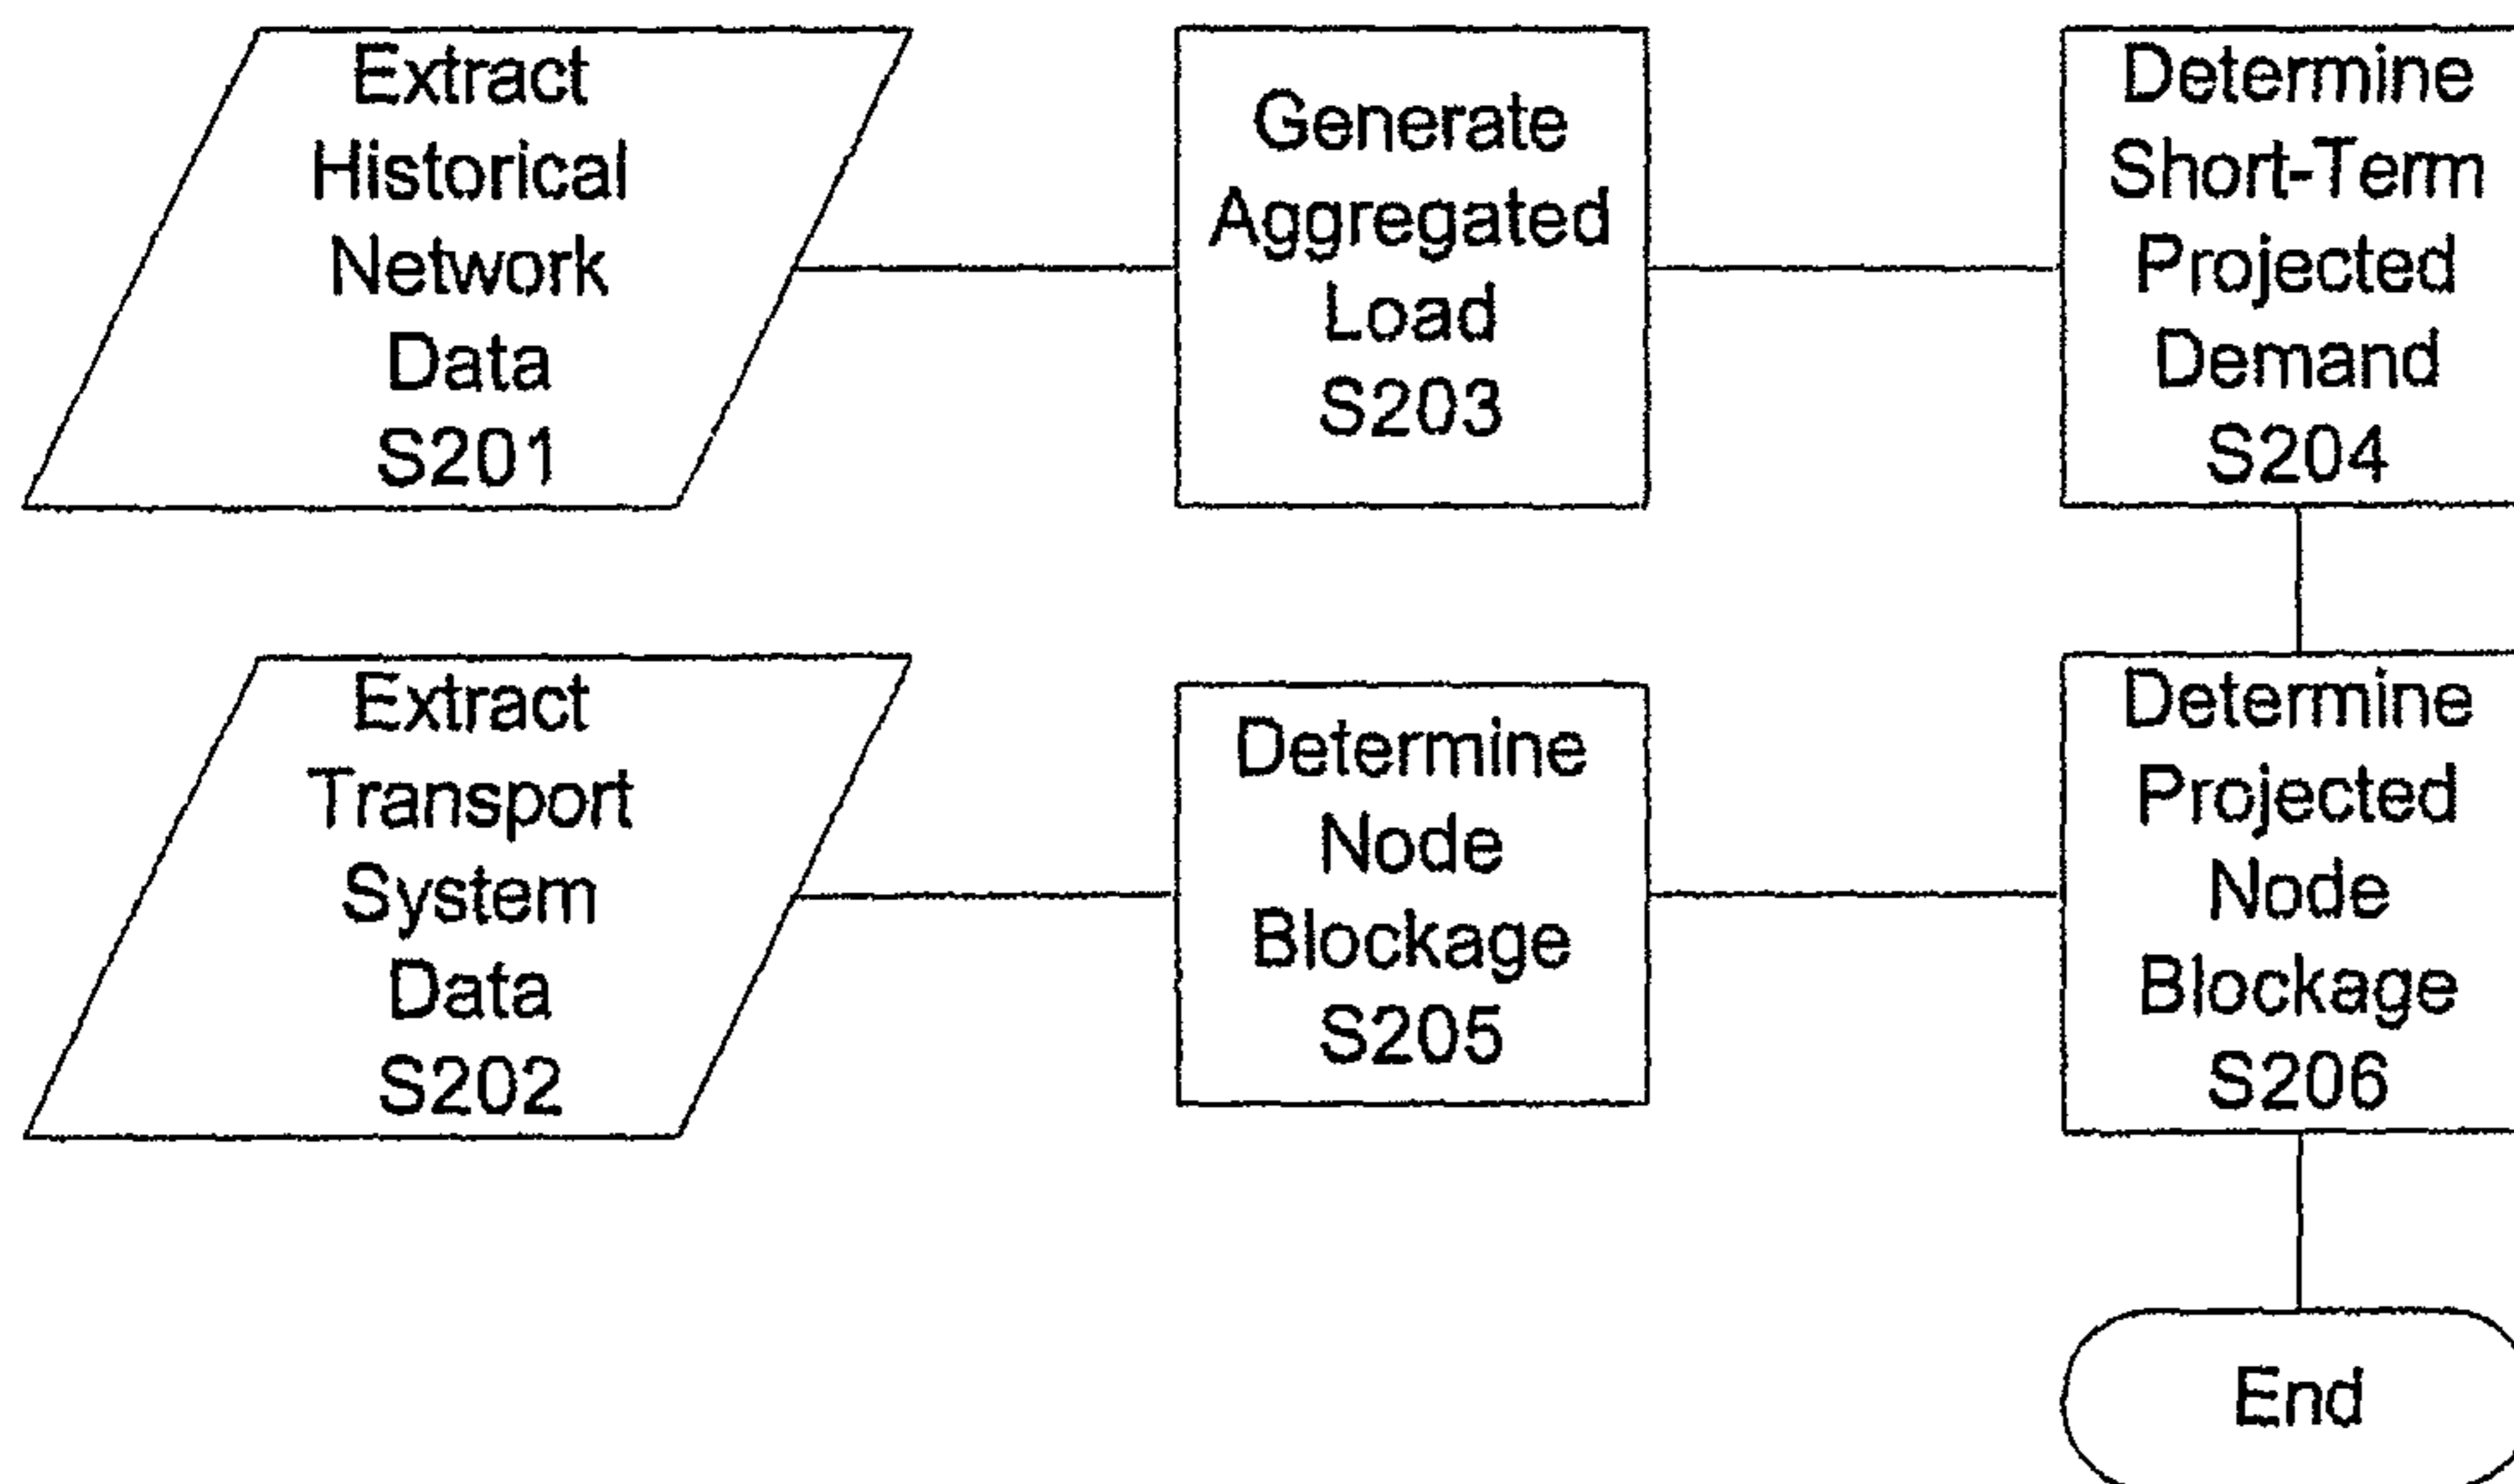 Extract
Historical
Network
Data
S201
Generate
Aggregated
Load
S203
Determine
Short-Term
Projected
Demand
S204
Extract
Transport
System
Data
S202
Determine
Node
Blockage
S205
Determine
Projected
Node
Blockage
S206
End